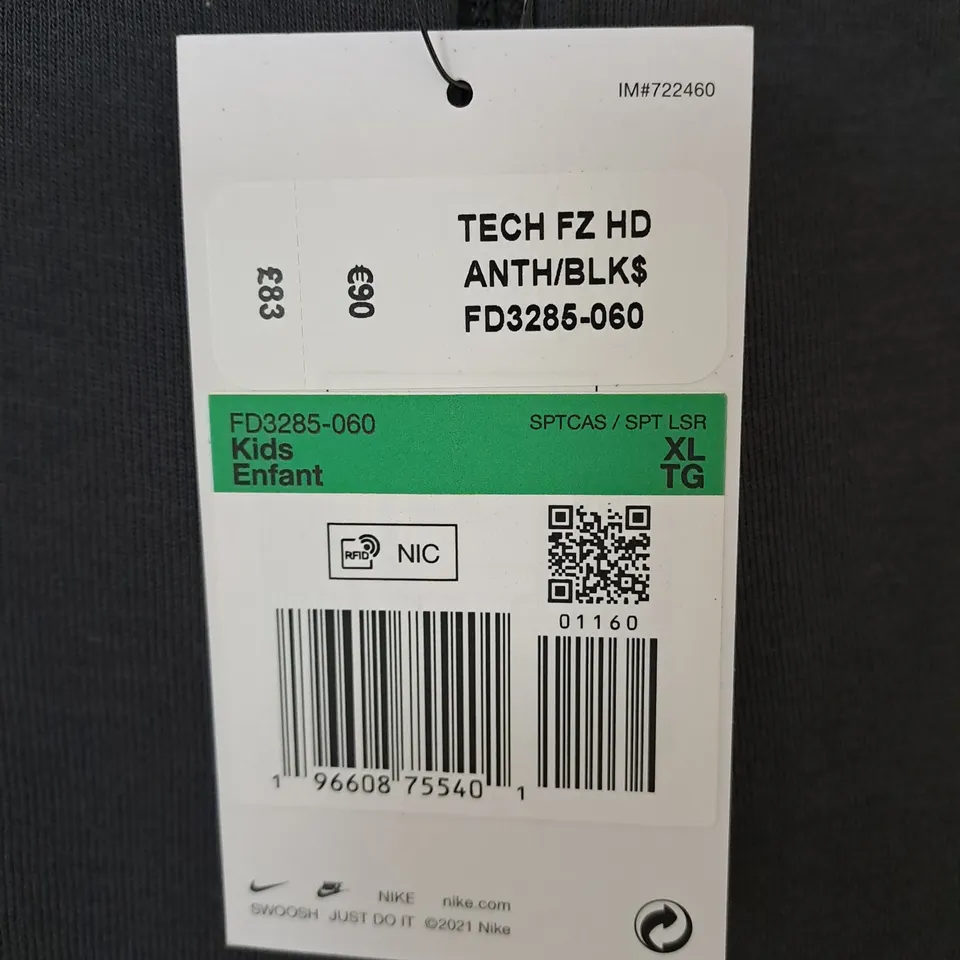 IM#722460
TECH FZ HD
ANTH/BLK$
FD3285-060
£83
€90
FD3285-060
SPTCAS / SPT LSR
Kids
XL
Enfant
TG
RFID NIC
01160
1 96608 75540 1
NIKE nike.com
SWOOSH JUST DO IT ©2021 Nike